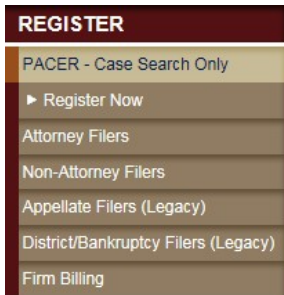 REGISTER
PACER - Case Search Only
► Register Now
Attorney Filers
Non-Attorney Filers
Appellate Filers (Legacy)
District/Bankruptcy Filers (Legacy)
Firm Billing